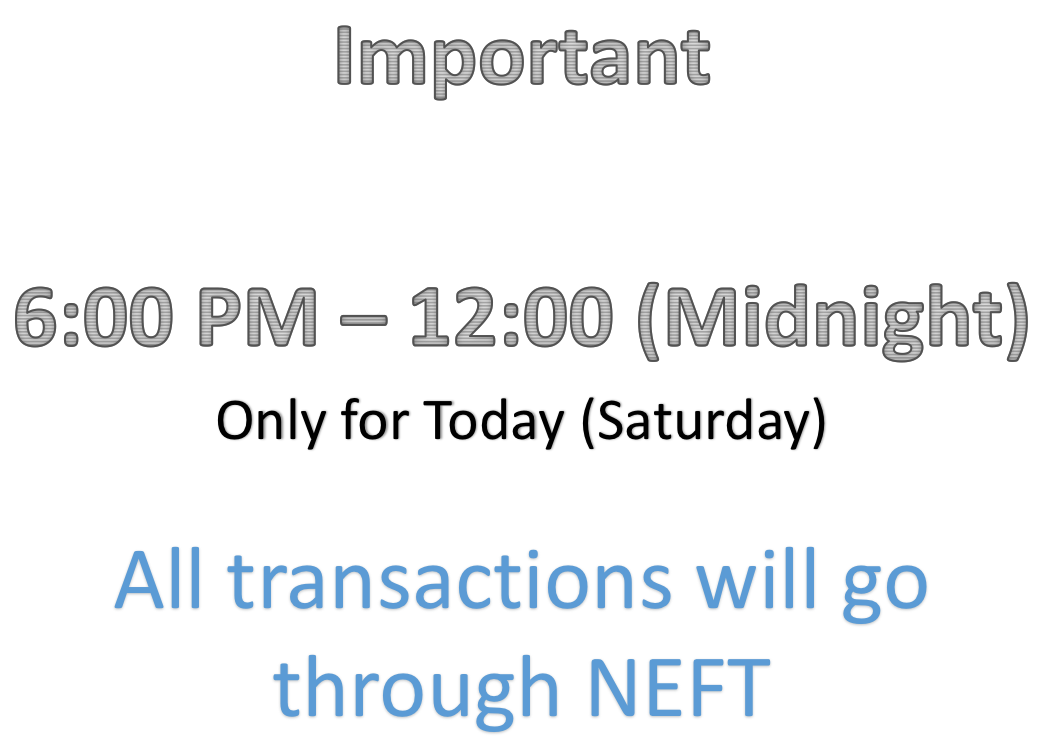 Important
6:00 PM – 12:00 (Midnight)
Only for Today (Saturday)
All transactions will go
through NEFT